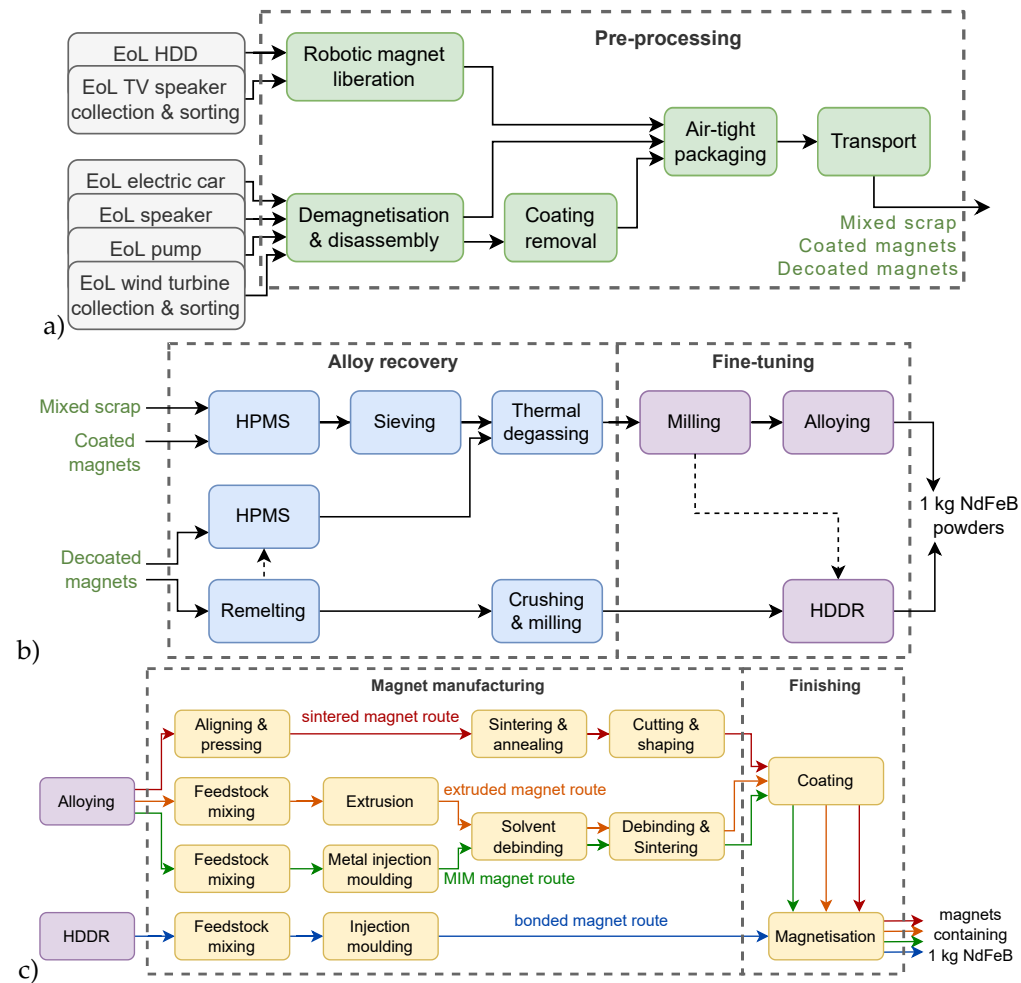 Pre-processing
EoL HDD
EoL TV speaker
collection & sorting
Robotic magnet
liberation
Air-tight
packaging
Transport
EoL electric car
EoL speaker
EoL pump
EoL wind turbine
collection & sorting
Demagnetisation
& disassembly
Coating
removal
Mixed scrap
Coated magnets
Decoated magnets
a)
Alloy recovery
Fine-tuning
Mixed scrap
Coated
magnets
HPMS
Sieving
Thermal
degassing
Milling
Alloying
HPMS
1 kg NdFeB
powders
Decoated
magnets
Remelting
Crushing
& milling
HDDR
b)
Magnet manufacturing
Finishing
Aligning &
pressing
sintered magnet route
Sintering &
annealing
Cutting &
shaping
Alloying
Feedstock
mixing
Extrusion
extruded magnet route
Coating
Solvent
debinding
Debinding &
Sintering
Feedstock
mixing
Metal injection
moulding
MIM magnet route
HDDR
Feedstock
mixing
Injection
moulding
bonded magnet route
Magnetisation
magnets
containing
1 kg NdFeB
c)